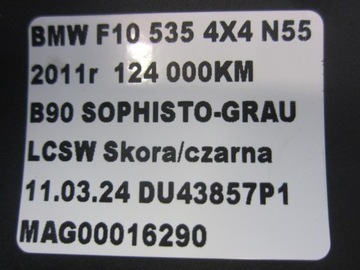 BMW F10 535 4X4 N55
2011r 124 000KM
B90 SOPHISTO-GRAU
LCSW Skora/czarna
11.03.24 DU43857P1
MAG00016290